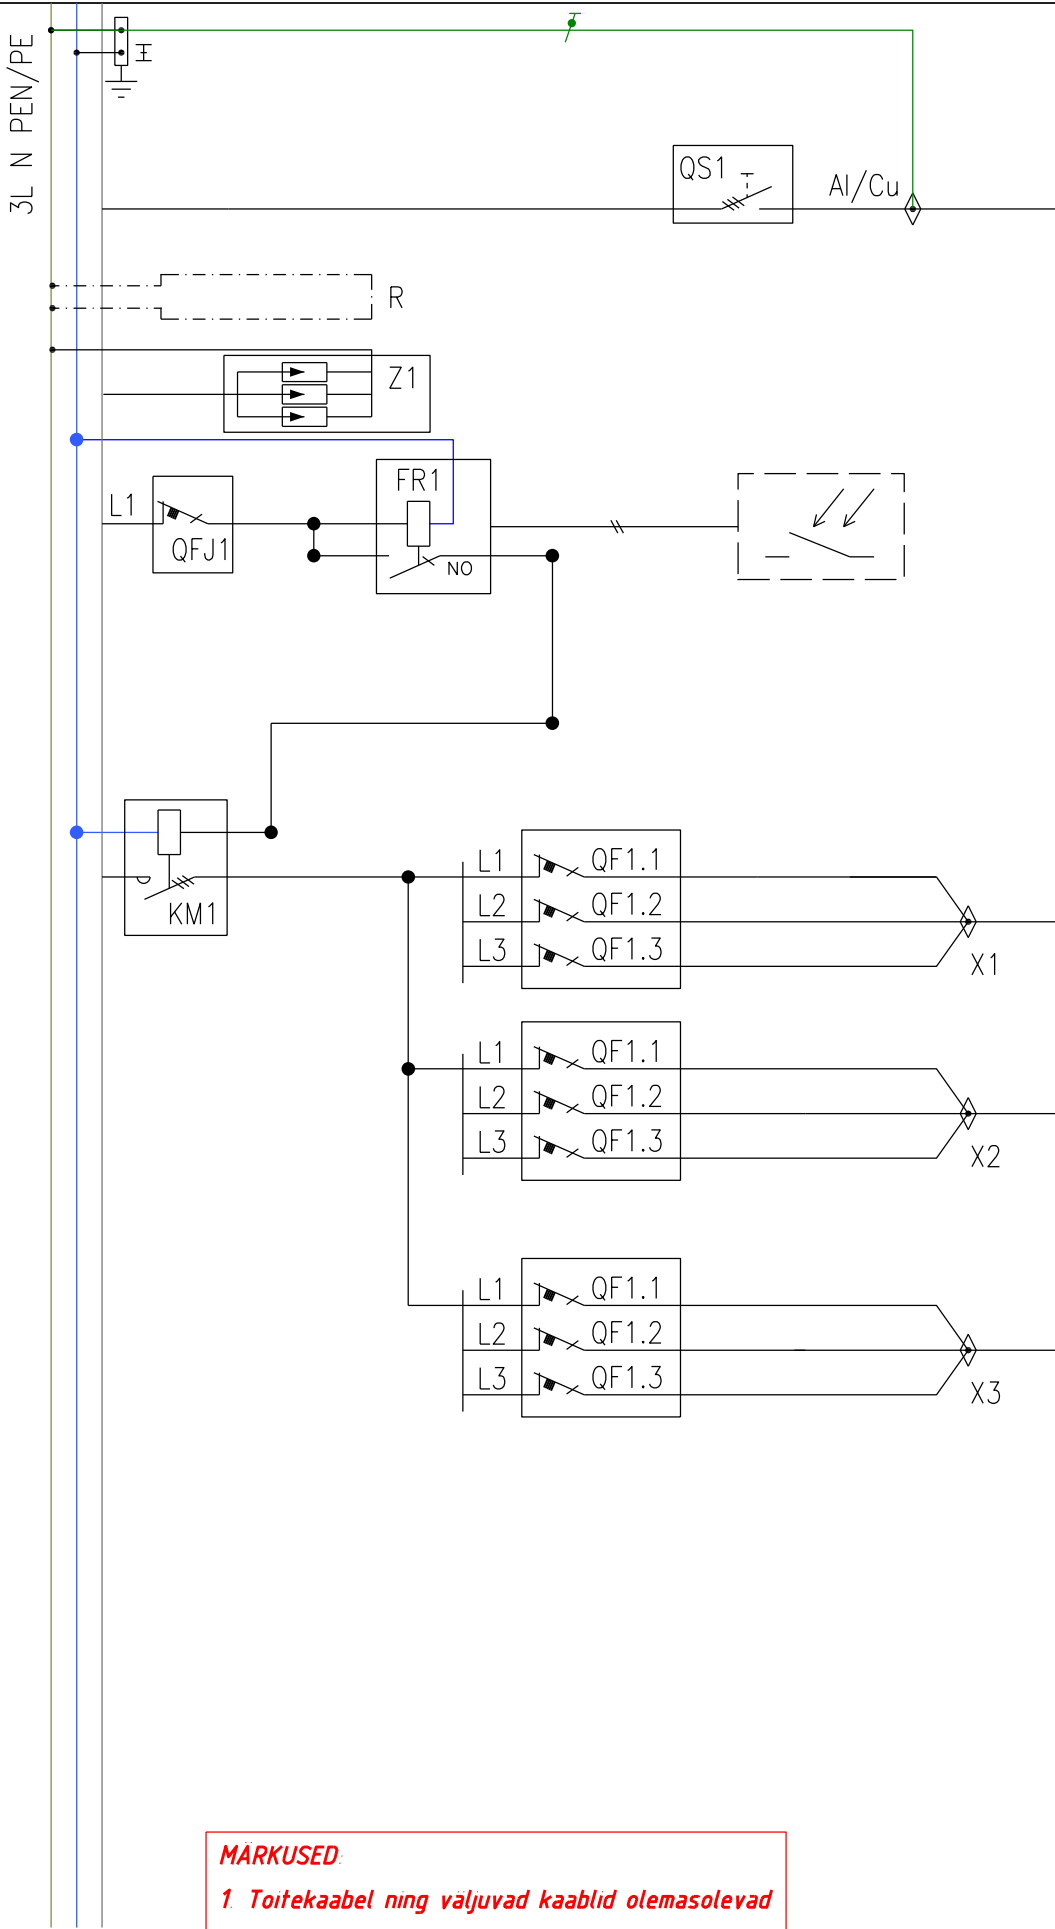 3L N PEN/PE
QS1
Al/Cu
R
Z1
FR1
L1
QFJ1
NO
KM1
L1 QF1.1
L2 QF1.2
L3 QF1.3
X1
L1 QF1.1
L2 QF1.2
L3 QF1.3
X2
L1 QF1.1
L2 QF1.2
L3 QF1.3
X3
MÄRKUSED:
1. Toitekaabel ning väljuvad kaablid olemasolevad